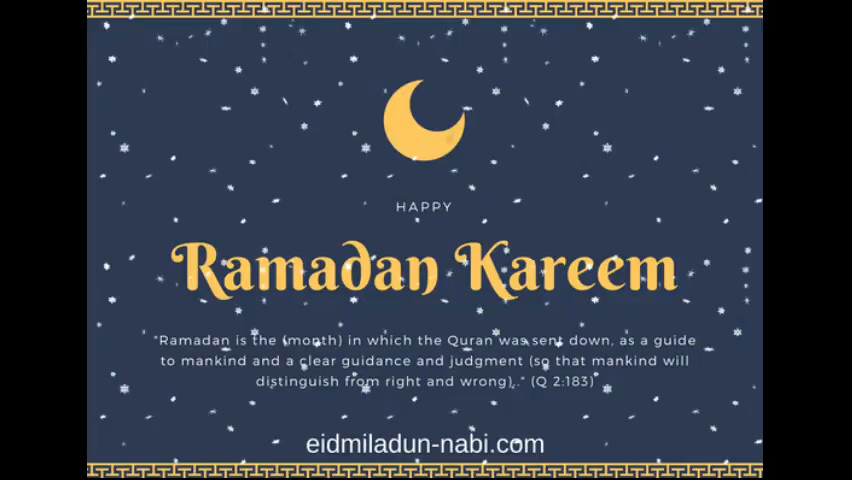 HAPPY
Ramadan Kareem
"Ramadan is the (month) in which the Quran was sent down, as a guide
to mankind and a clear guidance and judgment (so that mankind will
distinguish from right and wrong)..” (Q 2:183)
eidmiladun-nabi.com